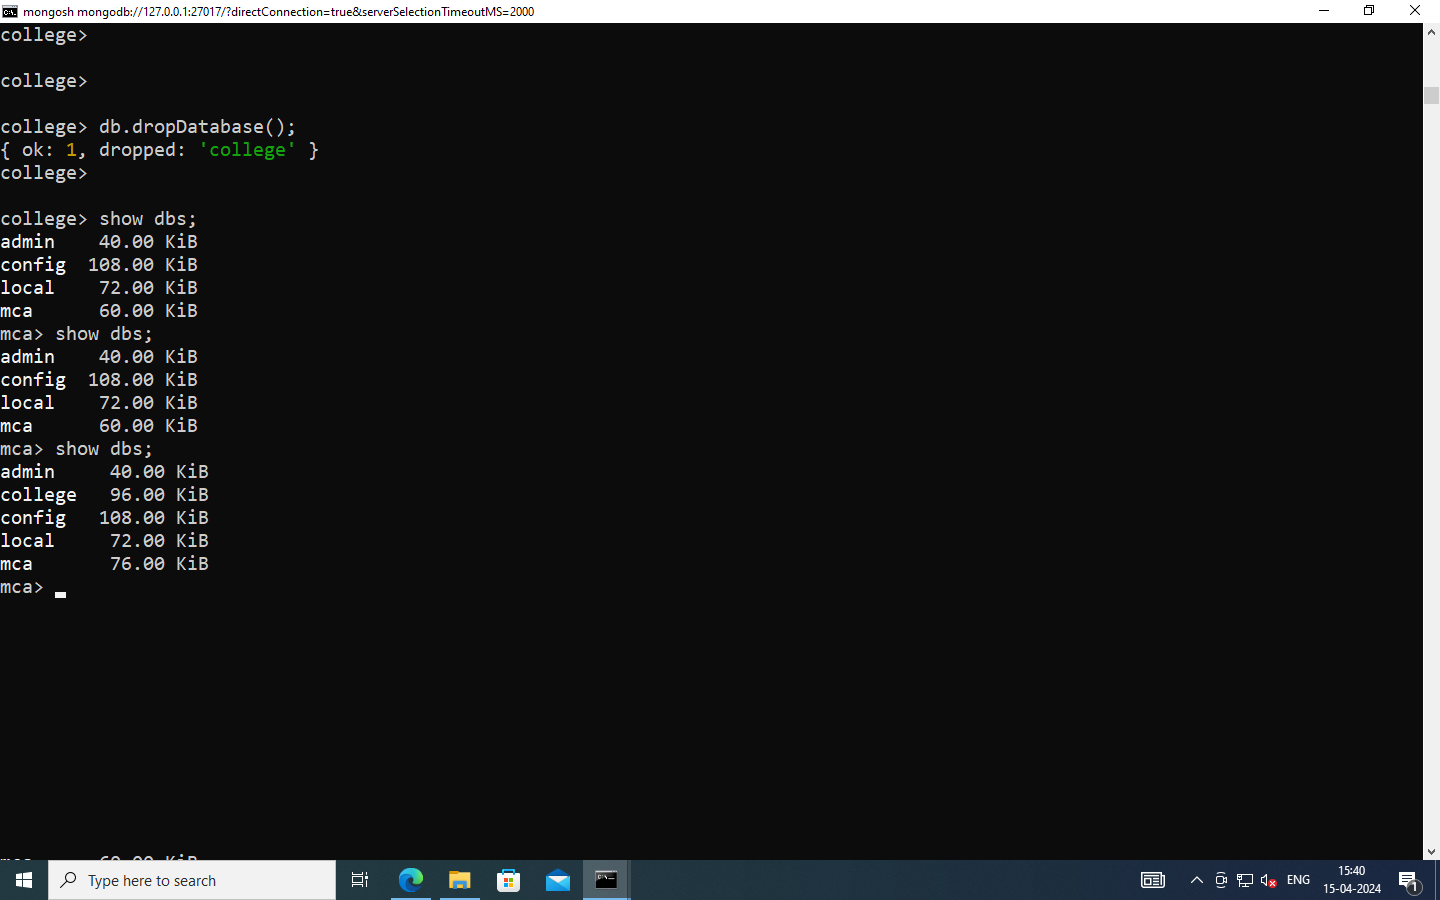 mongosh mongodb://127.0.0.1:27017/?directConnection=true&serverSelectionTimeoutMS=2000
college>
college>
college> db.dropDatabase();
{ ok: 1, dropped: 'college' }
college>
college> show dbs;
admin    40.00 KiB
config  108.00 KiB
local    72.00 KiB
mca      60.00 KiB
mca> show dbs;
admin    40.00 KiB
config  108.00 KiB
local    72.00 KiB
mca      60.00 KiB
mca> show dbs;
admin     40.00 KiB
college   96.00 KiB
config   108.00 KiB
local     72.00 KiB
mca       76.00 KiB
mca>
mca      60.00 KiB
Type here to search
ENG
15:40
15-04-2024
1